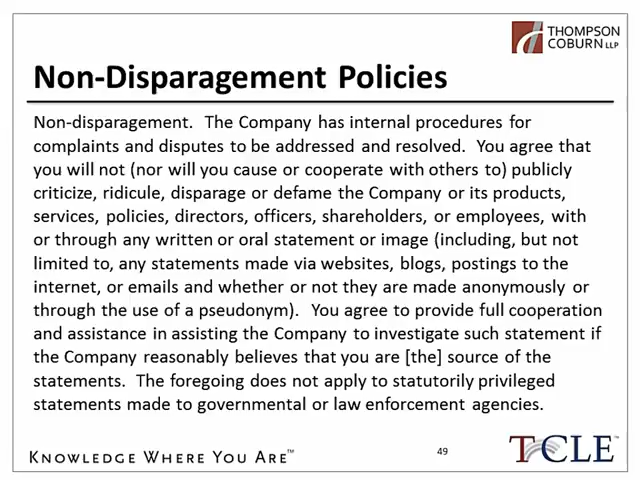 THOMPSON
COBURN LLP
Non-Disparagement Policies
Non-disparagement. The Company has internal procedures for
complaints and disputes to be addressed and resolved. You agree that
you will not (nor will you cause or cooperate with others to) publicly
criticize, ridicule, disparage or defame the Company or its products,
services, policies, directors, officers, shareholders, or employees, with
or through any written or oral statement or image (including, but not
limited to, any statements made via websites, blogs, postings to the
internet, or emails and whether or not they are made anonymously or
through the use of a pseudonym). You agree to provide full cooperation
and assistance in assisting the Company to investigate such statement if
the Company reasonably believes that you are [the] source of the
statements. The foregoing does not apply to statutorily privileged
statements made to governmental or law enforcement agencies.
KNOWLEDGE WHERE YOU ARE™
49
TCCLE™